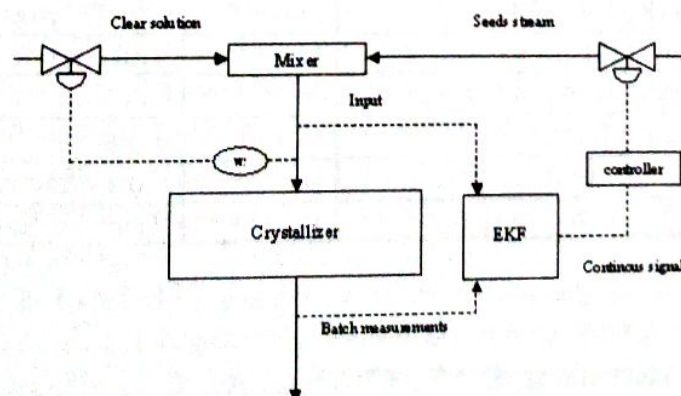 Clear solution
Seeds stream
Mixer
Input
controller
Crystallizer
EKF
Continous signal
Batch measurements